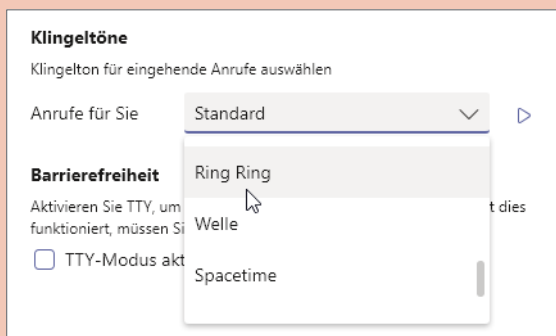 Klingeltöne
Klingelton für eingehende Anrufe auswählen
Anrufe für Sie Standard
Ring Ring
Barrierefreiheit
Aktivieren Sie TTY, um t dies
Welle
funktioniert, müssen Si
TTY-Modus akt
Spacetime